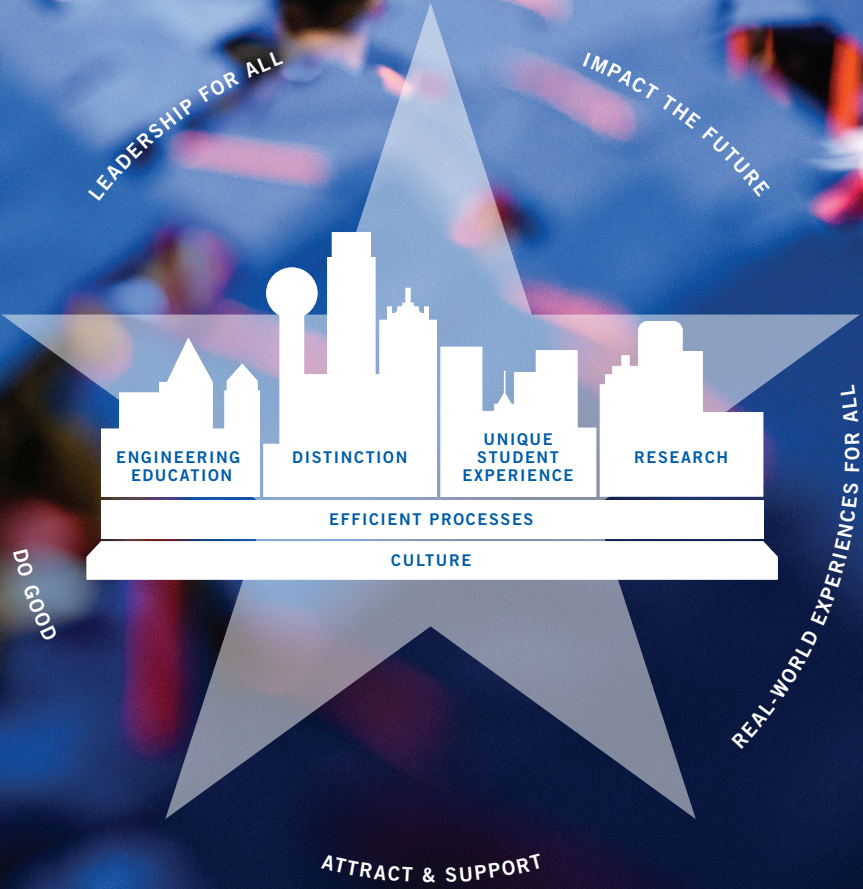 LEADERSHIP FOR ALL
IMPACT THE FUTURE
ENGINEERING
EDUCATION
DISTINCTION
UNIQUE
STUDENT
EXPERIENCE
RESEARCH
EFFICIENT PROCESSES
CULTURE
DO GOOD
REAL-WORLD EXPERIENCES FOR ALL
ATTRACT & SUPPORT